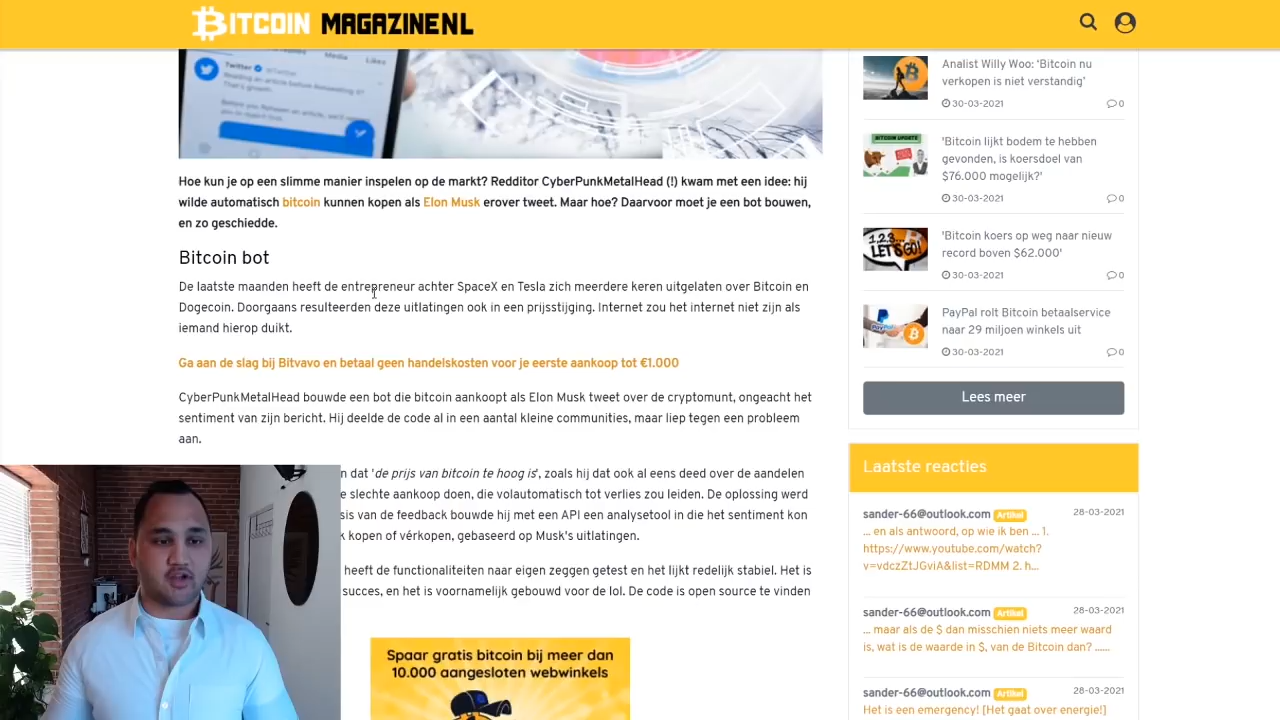 BITCOIN MAGAZINENL
Media
Likes
Twitter
@Twitter
Hoe kun je op een slimme manier inspelen op de markt? Redditor CyberPunkMetalHead (!) kwam met een idee: hij
wilde automatisch bitcoin kunnen kopen als Elon Musk erover tweet. Maar hoe? Daarvoor moet je een bot bouwen,
en zo geschiedde.
Bitcoin bot
De laatste maanden heeft de entrepreneur achter SpaceX en Tesla zich meerdere keren uitgelaten over Bitcoin en
Dogecoin. Doorgaans resulteerden deze uitlatingen ook in een prijsstijging. Internet zou het internet niet zijn als
iemand hierop duikt.
Ga aan de slag bij Bitvavo en betaal geen handelskosten voor je eerste aankoop tot €1.000
CyberPunkMetalHead bouwde een bot die bitcoin aankoopt als Elon Musk tweet over de cryptomunt, ongeacht het
sentiment van zijn bericht. Hij deelde de code al in een aantal kleine communities, maar liep tegen een probleem
aan.
n dat 'de prijs van bitcoin te hoog is', zoals hij dat ook al eens deed over de aandelen
e slechte aankoop doen, die volautomatisch tot verlies zou leiden. De oplossing werd
sis van de feedback bouwde hij met een API een analysetool in die het sentiment kon
k kopen of vérkopen, gebaseerd op Musk's uitlatingen.
heeft de functionaliteiten naar eigen zeggen getest en het lijkt redelijk stabiel. Het is
succes, en het is voornamelijk gebouwd voor de lol. De code is open source te vinden
Spaar gratis bitcoin bij meer dan
10.000 aangesloten webwinkels
Analist Willy Woo: 'Bitcoin nu
verkopen is niet verstandig'
30-03-2021 0
BITCOIN UPDATE
'Bitcoin lijkt bodem te hebben
gevonden, is koersdoel van
$76.000 mogelijk?'
30-03-2021 0
1,2,3...
LET'S GO!
'Bitcoin koers op weg naar nieuw
record boven $62.000'
30-03-2021 0
PayPal
PayPal rolt Bitcoin betaalservice
naar 29 miljoen winkels uit
30-03-2021 0
Lees meer
Laatste reacties
sander-66@outlook.com Artikel 28-03-2021
... en als antwoord, op wie ik ben ... 1.
https://www.youtube.com/watch?
v=vdczZtJGviA&list=RDMM 2. h...
sander-66@outlook.com Artikel 28-03-2021
... maar als de $ dan misschien niets meer waard
is, wat is de waarde in $, van de Bitcoin dan? ......
sander-66@outlook.com Artikel 28-03-2021
Het is een emergency! [Het gaat over energie!]